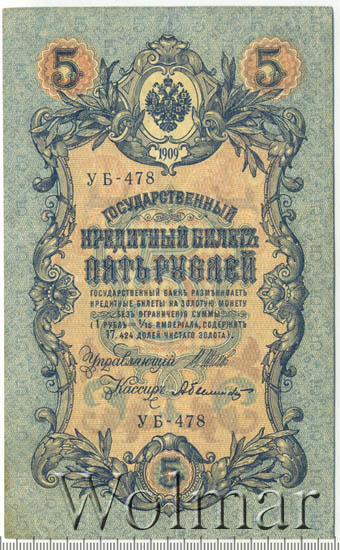 5 5
1909
УБ-478
ГОСУДАРСТВЕННЫЙ
КРЕДИТНЫЙ БИЛЕТЪ
ПЯТЬ РУБЛЕЙ
ГОСУДАРСТВЕННЫЙ БАНКЪ РАЗМѢНИВАЕТЪ
КРЕДИТНЫЕ БИЛЕТЫ НА ЗОЛОТУЮ МОНЕТУ
БЕЗЪ ОГРАНИЧЕНІЯ СУММЫ
(1 РУБЛЬ = 1/15 ИМПЕРІАЛА, СОДЕРЖИТЪ
17,424 ДОЛЕЙ ЧИСТАГО ЗОЛОТА).
Управляющій
Кассиръ
УБ-478
5
Wolmar